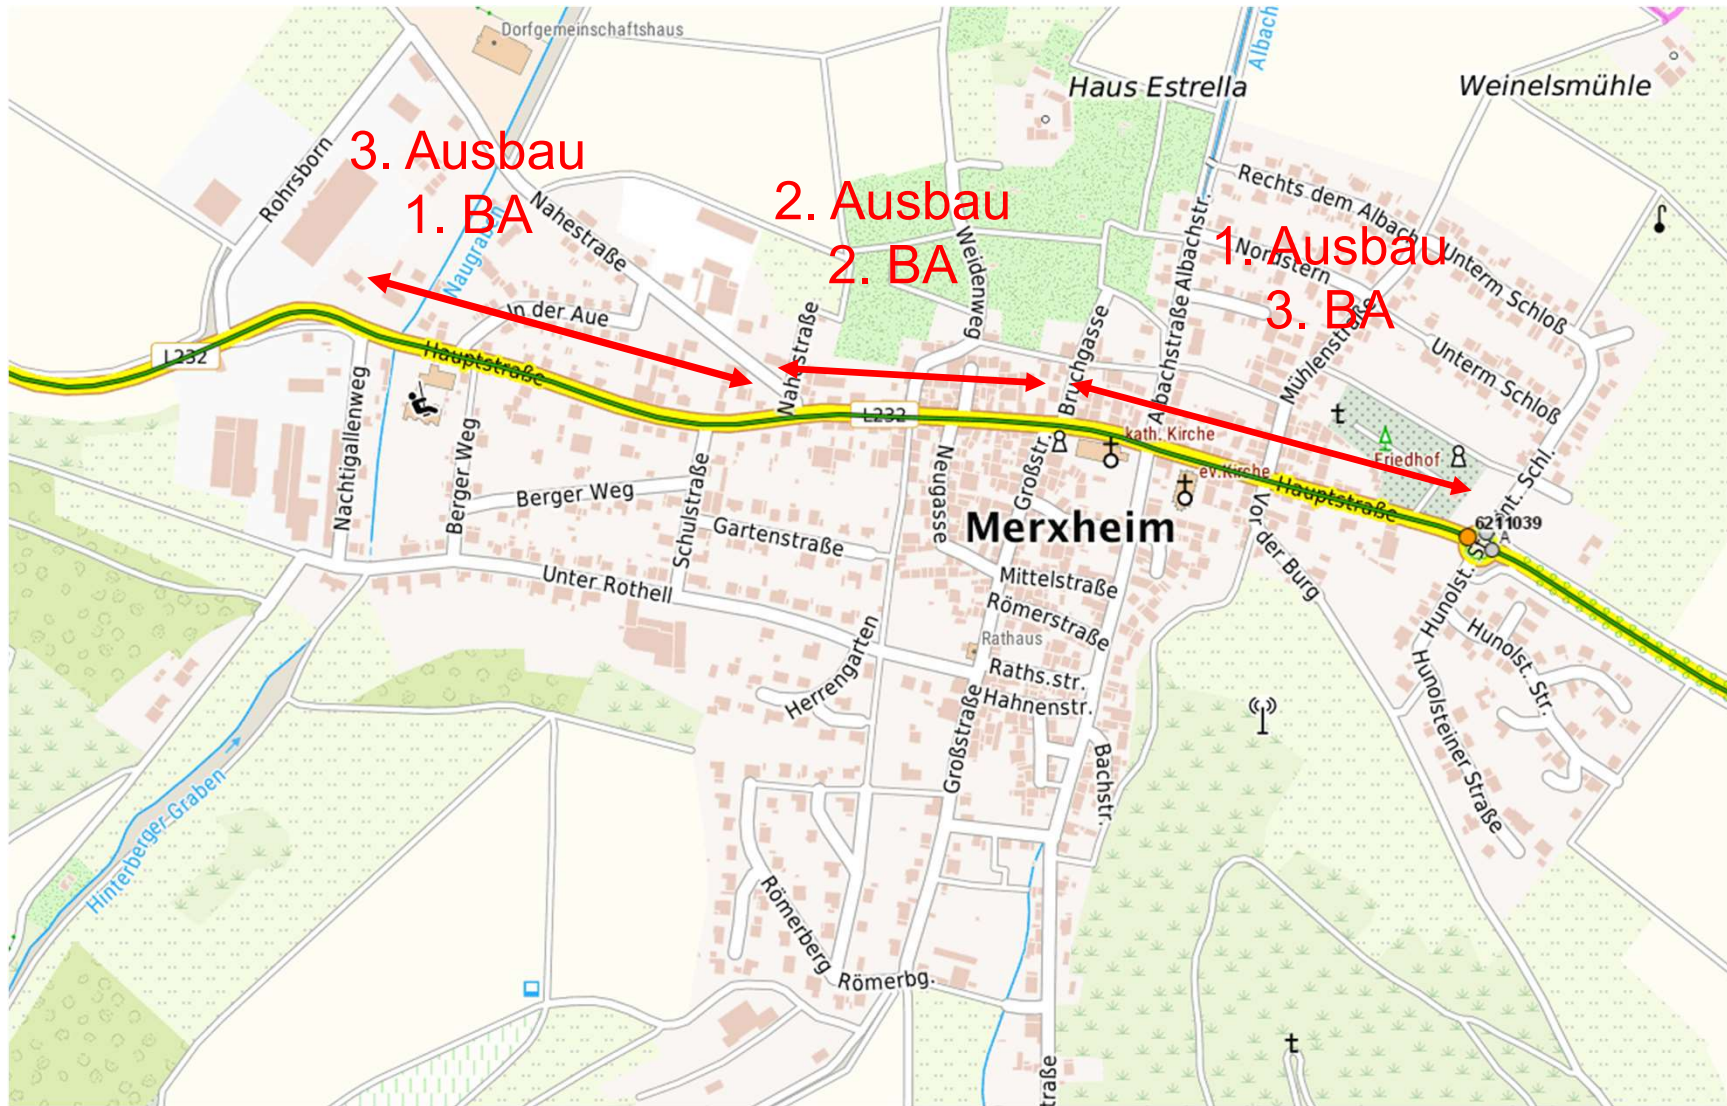 Dorfgemeinschaftshaus
Albach
Haus Estrella
Weinelsmühle
3. Ausbau
1. BA
2. Ausbau
2. BA
1. Ausbau
3. BA
Rohrsborn
Nahestraße
Naugraben
Weidenweg
Albachstr.
Rechts dem Albach
Nordstern
Unterm Schloß
In der Aue
Nahestraße
Bruchgasse
Albachstraße
Mühlenstraße
Unterm Schloß
L232
Hauptstraße
L232
kath. Kirche
ev.Kirche
Friedhof
Hauptstraße
Nachtigallenweg
Berger Weg
Berger Weg
Schulstraße
Gartenstraße
Neugasse
Großstr.
Merxheim
Vor der Burg
6211039
A
Unter Rothell
Mittelstraße
Römerstraße
Rathaus
Raths.str.
Hahnenstr.
Herrengarten
Großstraße
Bachstr.
Hunolst. Str.
Hunolsteiner Straße
Hinterberger Graben
Römerberg
Römerbg.
traße